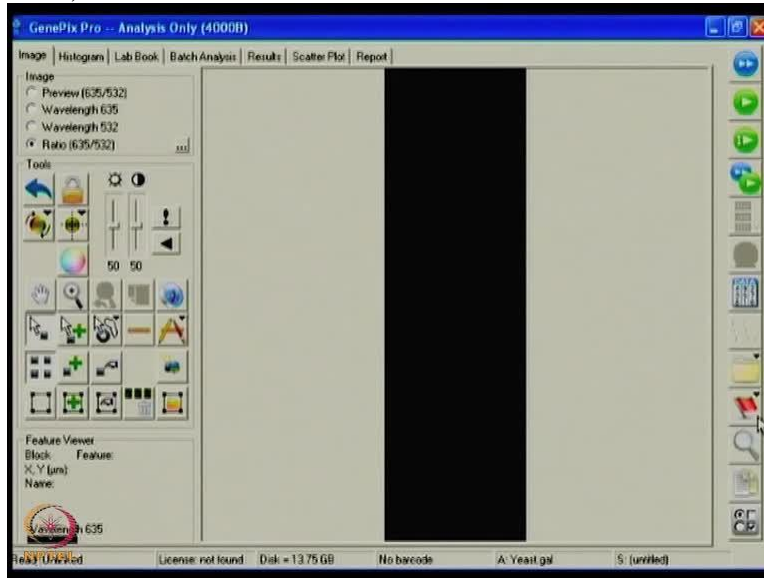 GenePix Pro -- Analysis Only (4000B)
Image Histogram Lab Book Batch Analysis Results Scatter Plot Report
Image
Preview (635/532)
Wavelength 635
Wavelength 532
Ratio (635/532)
...
Tools
50 50
Feature Viewer
Block Feature:
X, Y (µm)
Name:
Wavelength 635
NPTEL
License: not found Disk = 13.75 GB No barcode A: Yeast.gal S: (untitled)